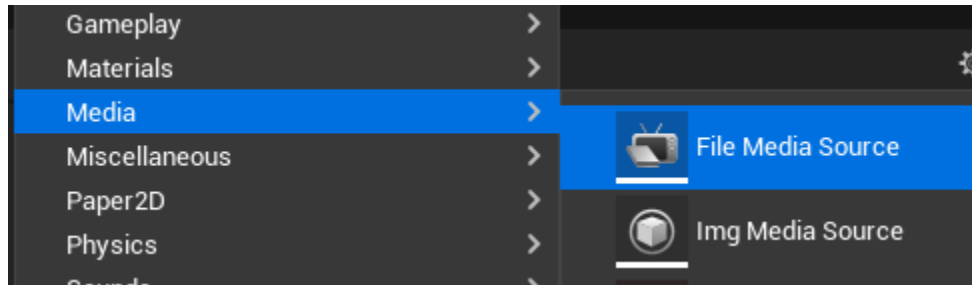 Gameplay
Materials
Media
File Media Source
Miscellaneous
Paper2D
Img Media Source
Physics